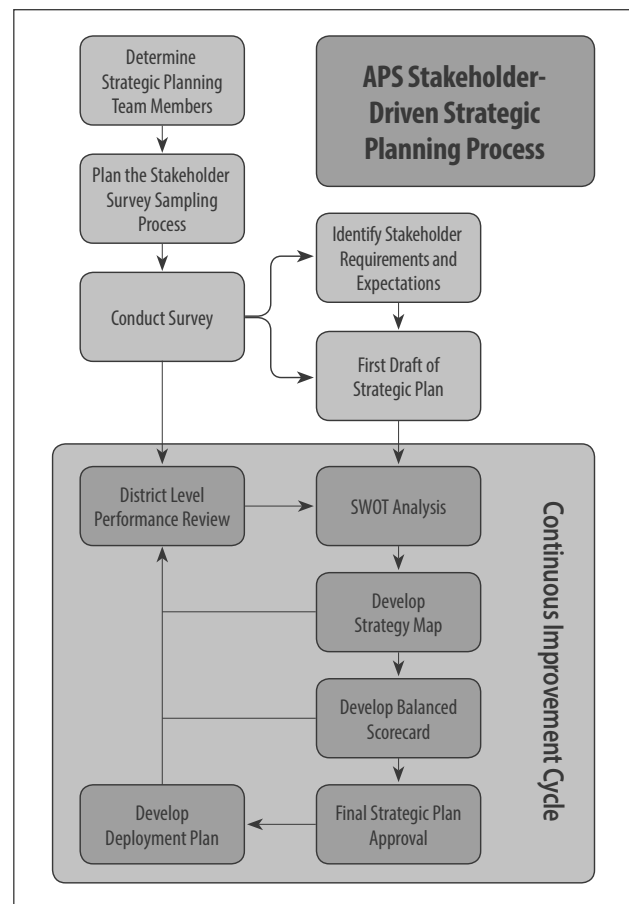 Determine
Strategic Planning
Team Members
APS Stakeholder-
Driven Strategic
Planning Process
Plan the Stakeholder
Survey Sampling
Process
Identify Stakeholder
Requirements and
Expectations
Conduct Survey
First Draft of
Strategic Plan
District Level
Performance Review
SWOT Analysis
Develop
Strategy Map
Develop Balanced
Scorecard
Final Strategic Plan
Approval
Develop
Deployment Plan
Continuous Improvement Cycle